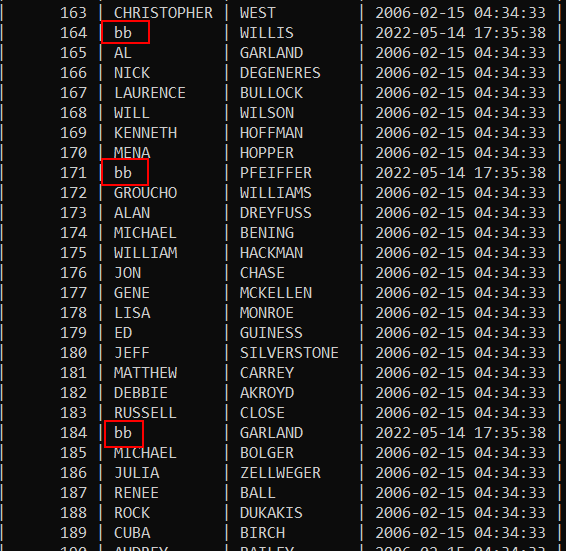 | 163 | CHRISTOPHER | WEST | 2006-02-15 04:34:33 |
| 164 | bb | WILLIS | 2022-05-14 17:35:38 |
| 165 | AL | GARLAND | 2006-02-15 04:34:33 |
| 166 | NICK | DEGENERES | 2006-02-15 04:34:33 |
| 167 | LAURENCE | BULLOCK | 2006-02-15 04:34:33 |
| 168 | WILL | WILSON | 2006-02-15 04:34:33 |
| 169 | KENNETH | HOFFMAN | 2006-02-15 04:34:33 |
| 170 | MENA | HOPPER | 2006-02-15 04:34:33 |
| 171 | bb | PFEIFFER | 2022-05-14 17:35:38 |
| 172 | GROUCHO | WILLIAMS | 2006-02-15 04:34:33 |
| 173 | ALAN | DREYFUSS | 2006-02-15 04:34:33 |
| 174 | MICHAEL | BENING | 2006-02-15 04:34:33 |
| 175 | WILLIAM | HACKMAN | 2006-02-15 04:34:33 |
| 176 | JON | CHASE | 2006-02-15 04:34:33 |
| 177 | GENE | MCKELLEN | 2006-02-15 04:34:33 |
| 178 | LISA | MONROE | 2006-02-15 04:34:33 |
| 179 | ED | GUINESS | 2006-02-15 04:34:33 |
| 180 | JEFF | SILVERSTONE | 2006-02-15 04:34:33 |
| 181 | MATTHEW | CARREY | 2006-02-15 04:34:33 |
| 182 | DEBBIE | AKROYD | 2006-02-15 04:34:33 |
| 183 | RUSSELL | CLOSE | 2006-02-15 04:34:33 |
| 184 | bb | GARLAND | 2022-05-14 17:35:38 |
| 185 | MICHAEL | BOLGER | 2006-02-15 04:34:33 |
| 186 | JULIA | ZELLWEGER | 2006-02-15 04:34:33 |
| 187 | RENEE | BALL | 2006-02-15 04:34:33 |
| 188 | ROCK | DUKAKIS | 2006-02-15 04:34:33 |
| 189 | CUBA | BIRCH | 2006-02-15 04:34:33 |
| 190 | AUDREY | BAILEY | 2006-02-15 04:34:33 |